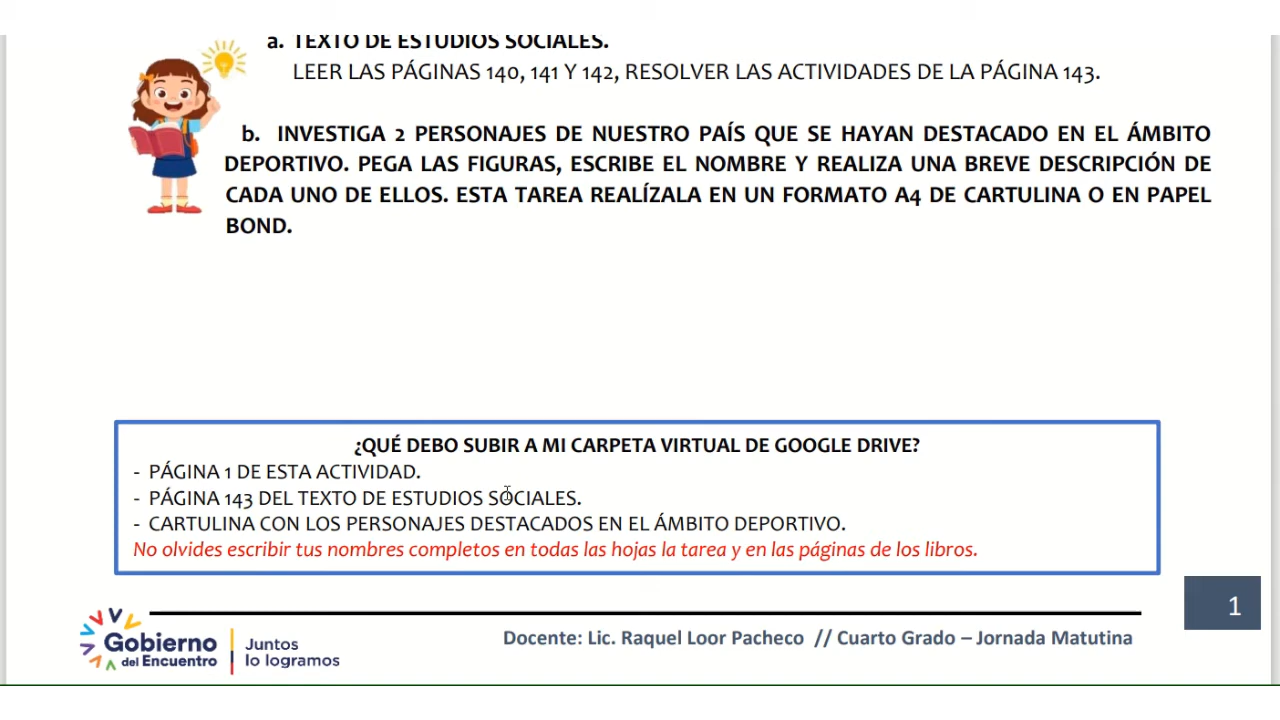 a. TEXTO DE ESTUDIOS SOCIALES.
LEER LAS PÁGINAS 140, 141 Y 142, RESOLVER LAS ACTIVIDADES DE LA PÁGINA 143.
b. INVESTIGA 2 PERSONAJES DE NUESTRO PAÍS QUE SE HAYAN DESTACADO EN EL ÁMBITO
DEPORTIVO. PEGA LAS FIGURAS, ESCRIBE EL NOMBRE Y REALIZA UNA BREVE DESCRIPCIÓN DE
CADA UNO DE ELLOS. ESTA TAREA REALÍZALA EN UN FORMATO A4 DE CARTULINA O EN PAPEL
BOND.
¿QUÉ DEBO SUBIR A MI CARPETA VIRTUAL DE GOOGLE DRIVE?
- PÁGINA 1 DE ESTA ACTIVIDAD.
- PÁGINA 143 DEL TEXTO DE ESTUDIOS SOCIALES.
- CARTULINA CON LOS PERSONAJES DESTACADOS EN EL ÁMBITO DEPORTIVO.
No olvides escribir tus nombres completos en todas las hojas la tarea y en las páginas de los libros.
1
Gobierno
del Encuentro
Juntos
lo logramos
Docente: Lic. Raquel Loor Pacheco // Cuarto Grado – Jornada Matutina